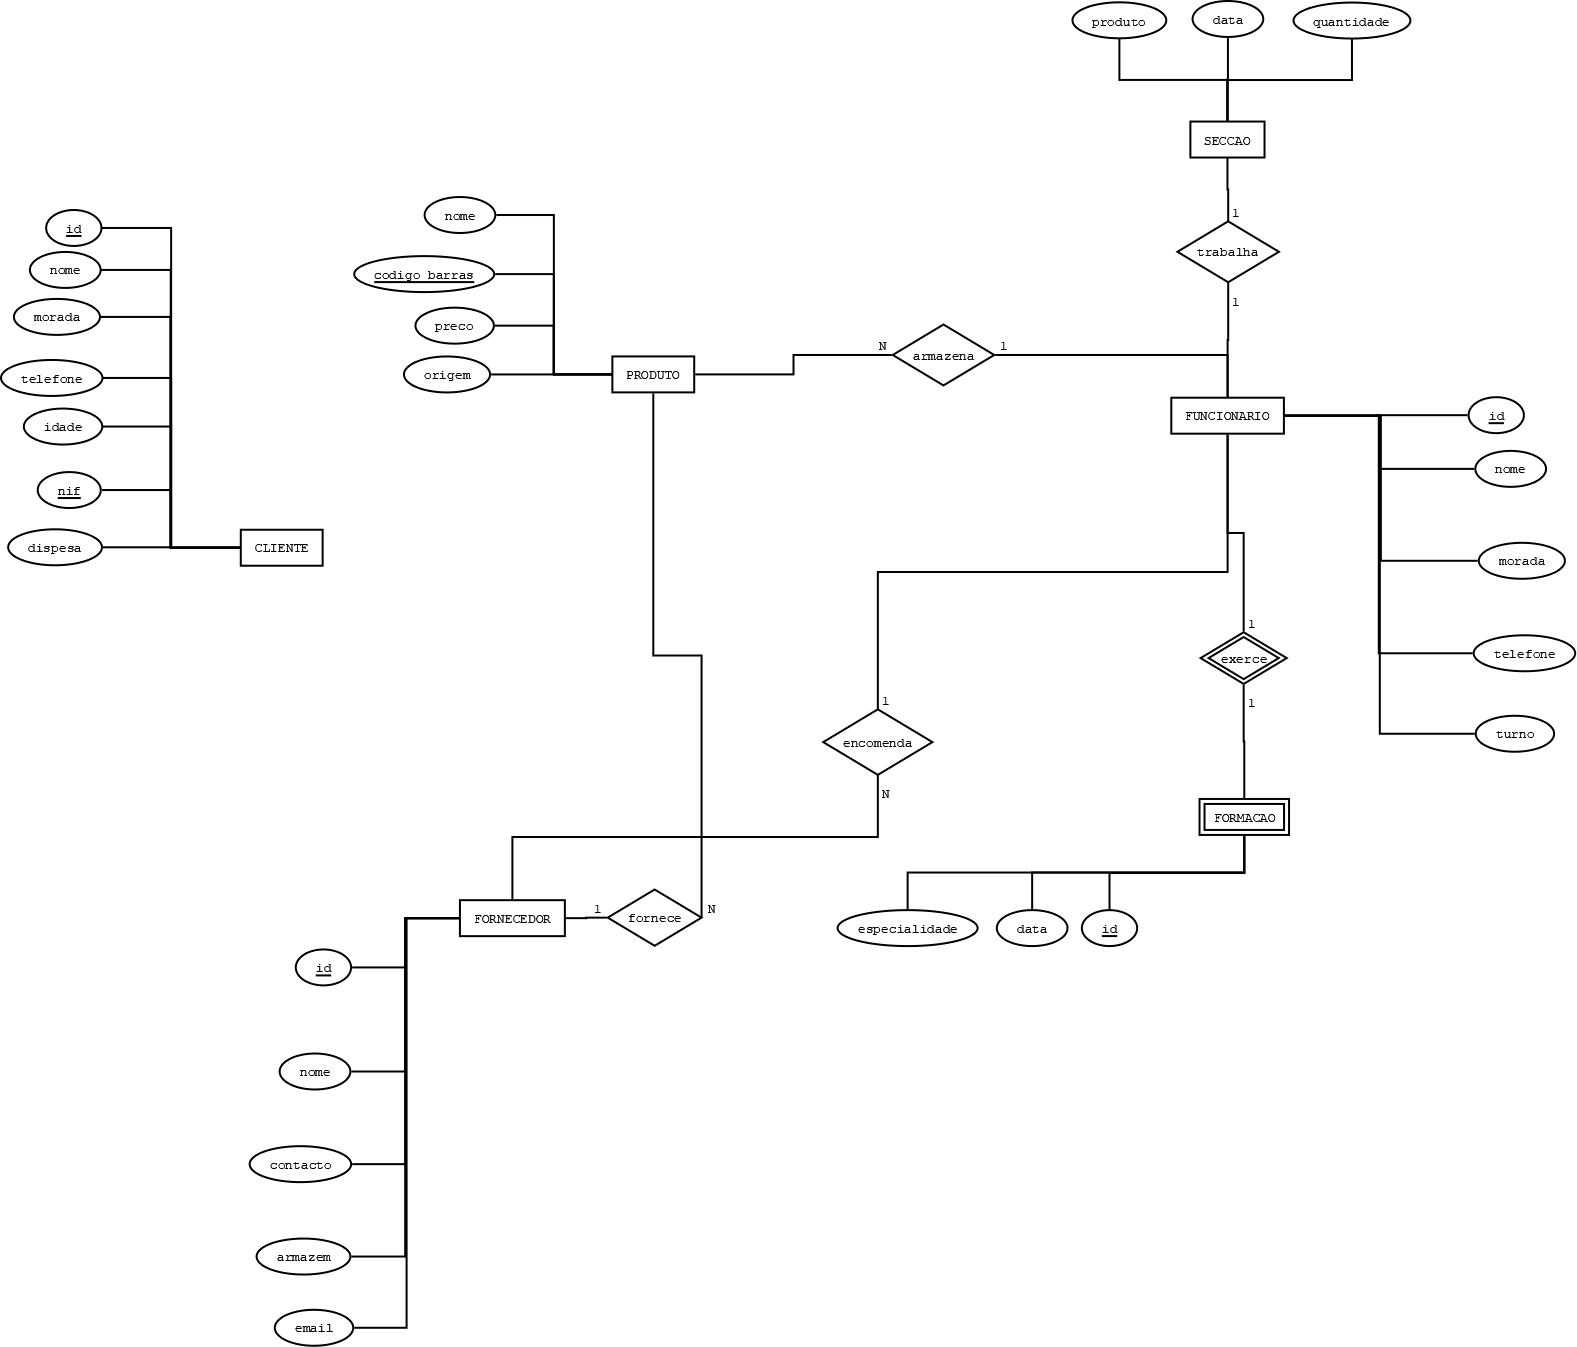 produto
data
quantidade
SECCAO
1
trabalha
1
id
nome
morada
telefone
idade
nif
dispesa
CLIENTE
nome
codigo barras
preco
origem
PRODUTO
N
armazena
1
FUNCIONARIO
id
nome
morada
telefone
turno
1
exerce
1
FORMACAO
especialidade
data
id
1
encomenda
N
FORNECEDOR
1
fornece
N
id
nome
contacto
armazem
email